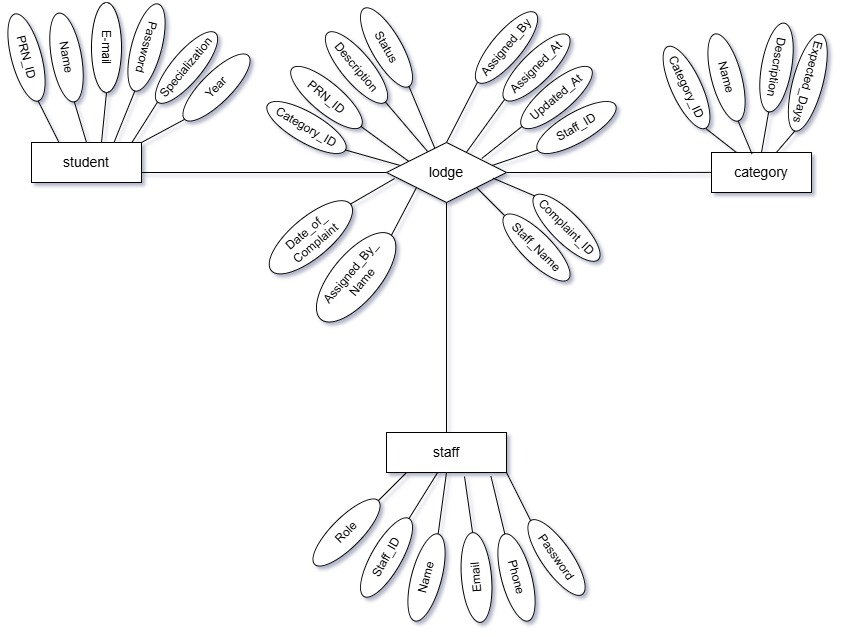 PRN_ID
Name
E-mail
Password
Specialization
Year
student
Category_ID
PRN_ID
Description
Status
Assigned_By
Assigned_At
Updated_At
Staff_ID
lodge
Date_of_
Complaint
Assigned_By_
Name
Staff_Name
Complaint_ID
Category_ID
Name
Description
Expected_Days
category
staff
Role
Staff_ID
Name
Email
Phone
Password